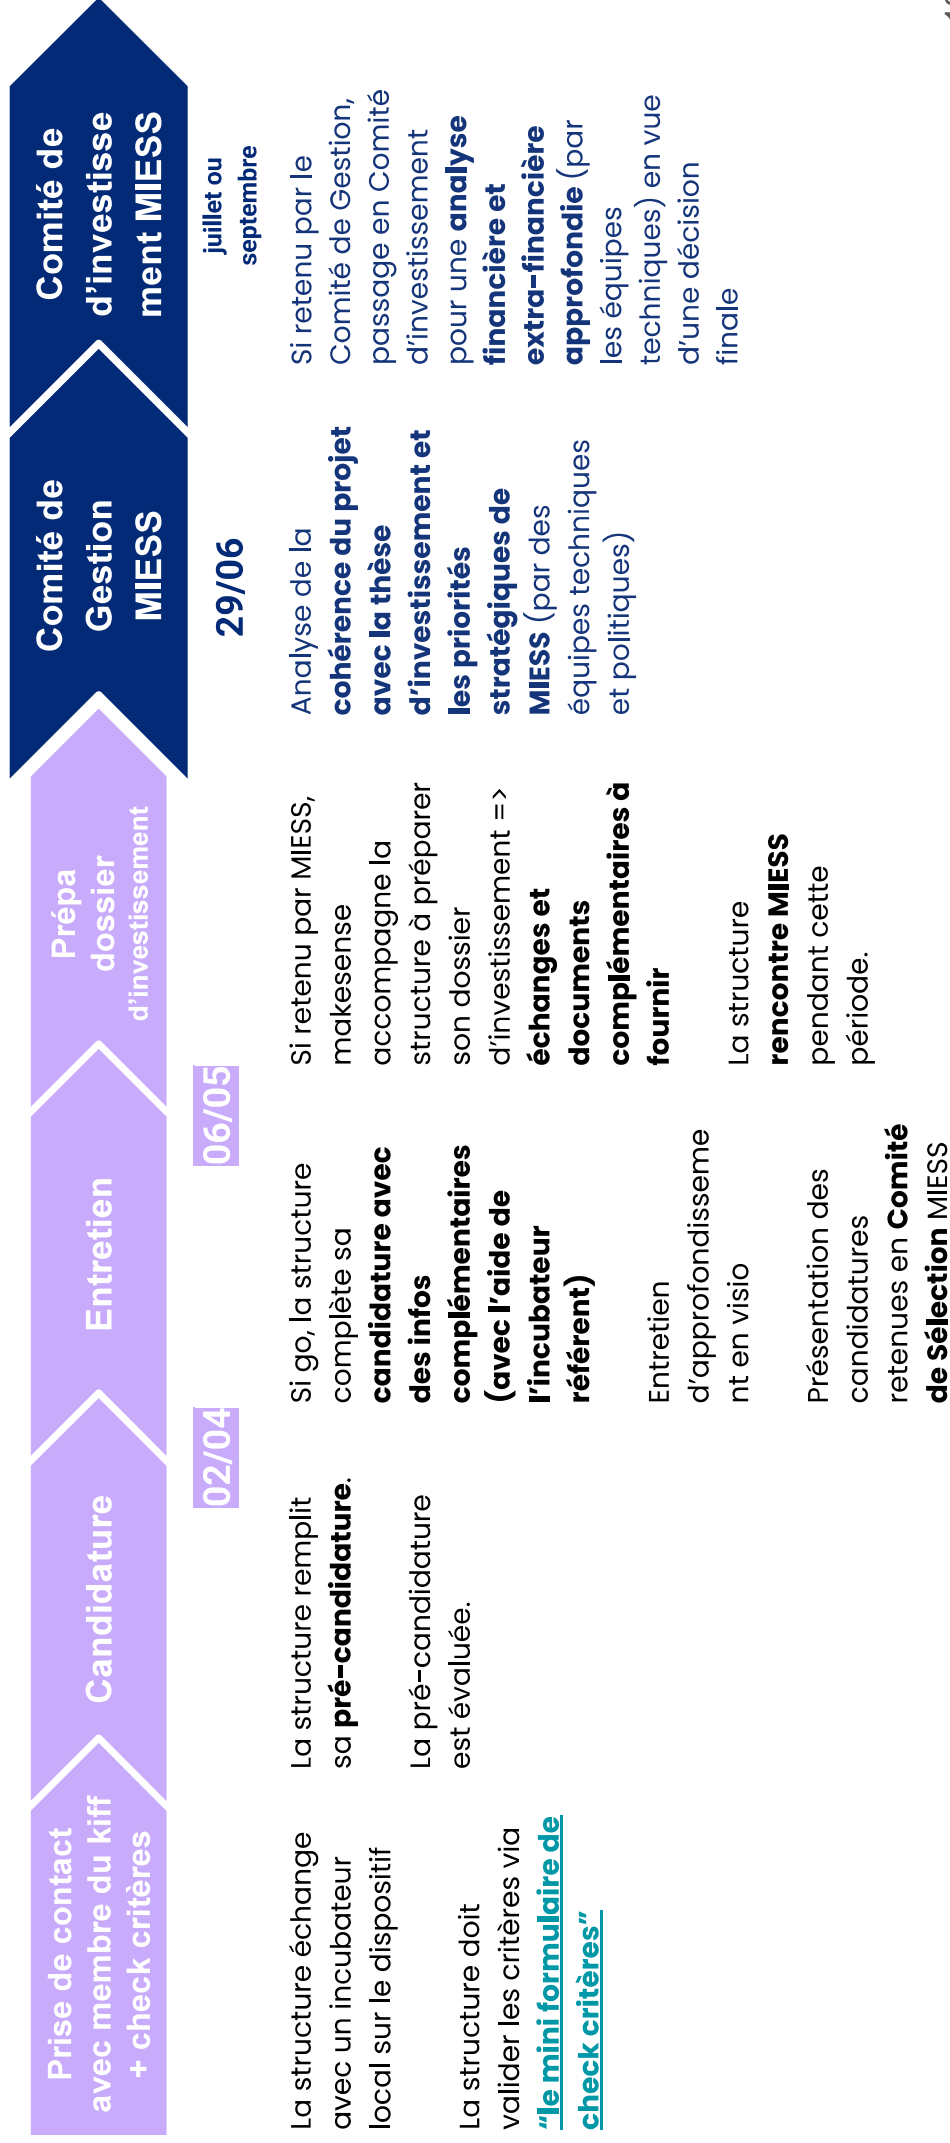 Prise de contact
avec membre du kiff
+ check critères
Candidature
Entretien
Prépa
dossier
d'investissement
Comité de
Gestion
MIESS
Comité de
d'investisse
ment MIESS
02/04
06/05
29/06
juillet ou
septembre
La structure échange
avec un incubateur
local sur le dispositif
La structure doit
valider les critères via
“le mini formulaire de
check critères”
La structure remplit
sa pré-candidature.
La pré-candidature
est évaluée.
Si go, la structure
complète sa
candidature avec
des infos
complémentaires
(avec l'aide de
l'incubateur
référent)
Entretien
d'approfondisseme
nt en visio
Présentation des
candidatures
retenues en Comité
de Sélection MIESS
Si retenu par MIESS,
makesense
accompagne la
structure à préparer
son dossier
d'investissement =>
échanges et
documents
complémentaires à
fournir
La structure
rencontre MIESS
pendant cette
période.
Analyse de la
cohérence du projet
avec la thèse
d'investissement et
les priorités
stratégiques de
MIESS (par des
équipes techniques
et politiques)
Si retenu par le
Comité de Gestion,
passage en Comité
d'investissement
pour une analyse
financière et
extra-financière
approfondie (par
les équipes
techniques) en vue
d'une décision
finale